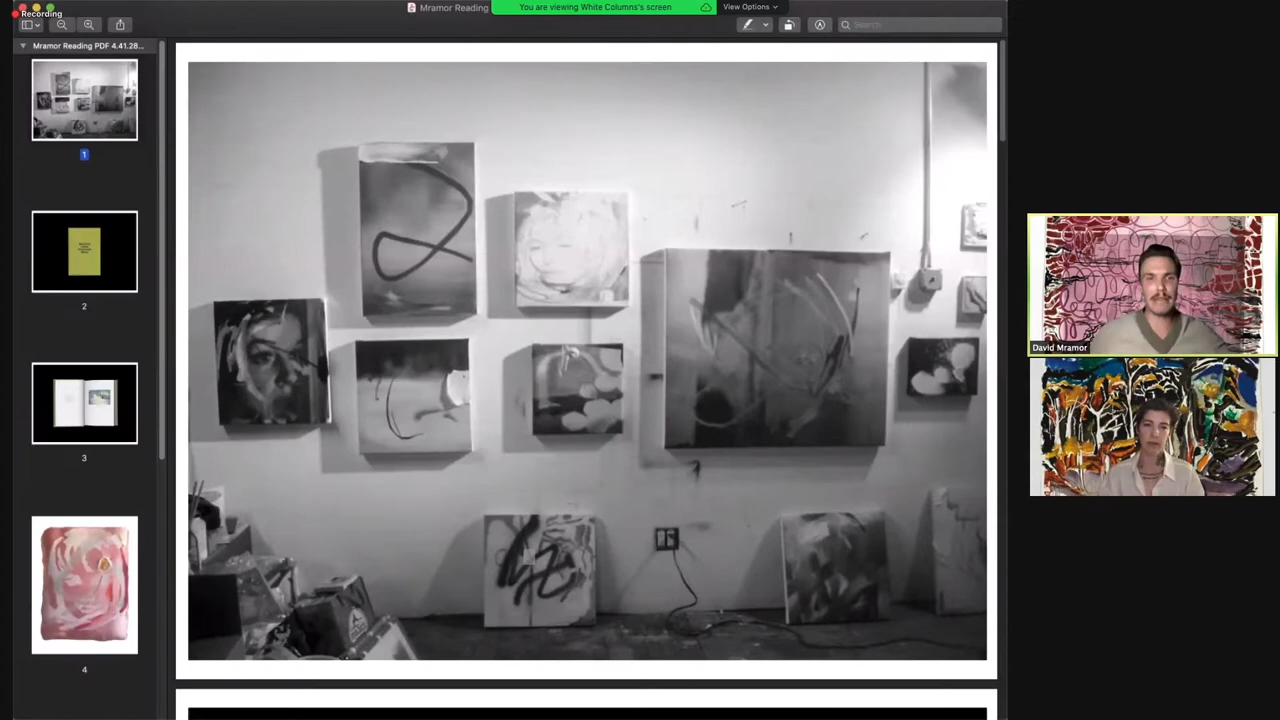 Recording
Mramor Reading
You are viewing White Columns's screen
View Options
Search
Mramor Reading PDF 4.41.28...
1
2
3
4
David Mramor